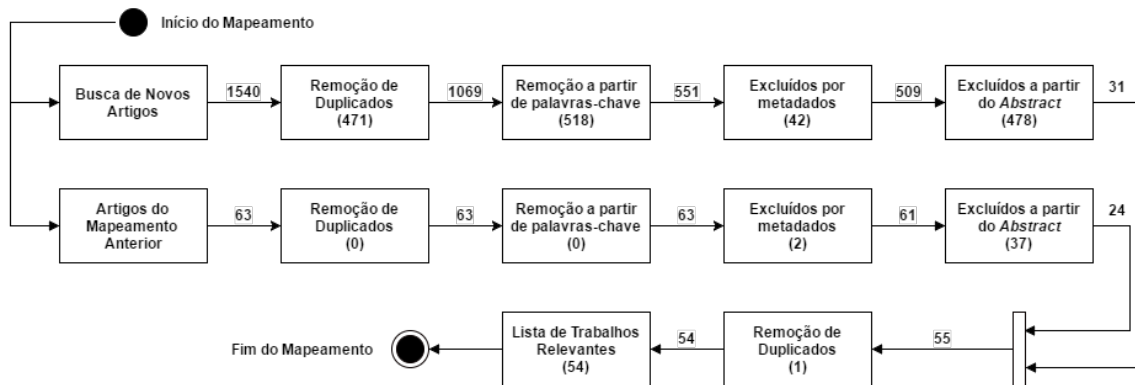 Início do Mapeamento
Busca de Novos
Artigos
1540
Remoção de
Duplicados
(471)
1069
Remoção a partir
de palavras-chave
(518)
551
Excluídos por
metadados
(42)
509
Excluídos a partir
do Abstract
(478)
31
Artigos do
Mapeamento
Anterior
63
Remoção de
Duplicados
(0)
63
Remoção a partir
de palavras-chave
(0)
63
Excluídos por
metadados
(2)
61
Excluídos a partir
do Abstract
(37)
24
Fim do Mapeamento
Lista de Trabalhos
Relevantes
(54)
54
Remoção de
Duplicados
(1)
55